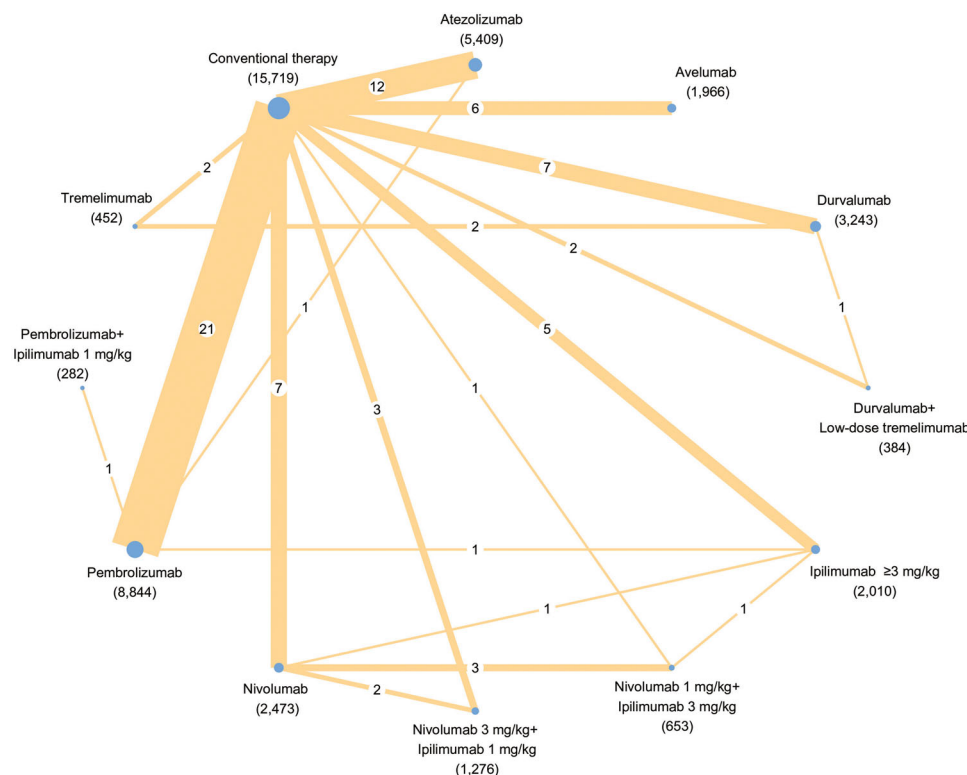 Atezolizumab
(5,409)
Conventional therapy
(15,719)
Avelumab
(1,966)
12
6
7
2
Tremelimumab
(452)
2
Durvalumab
(3,243)
2
1
1
21
5
Pembrolizumab+
Ipilimumab 1 mg/kg
(282)
7
1
3
Durvalumab+
Low-dose tremelimumab
(384)
1
1
Pembrolizumab
(8,844)
Ipilimumab ≥3 mg/kg
(2,010)
1
1
3
2
Nivolumab
(2,473)
Nivolumab 1 mg/kg+
Ipilimumab 3 mg/kg
(653)
Nivolumab 3 mg/kg+
Ipilimumab 1 mg/kg
(1,276)